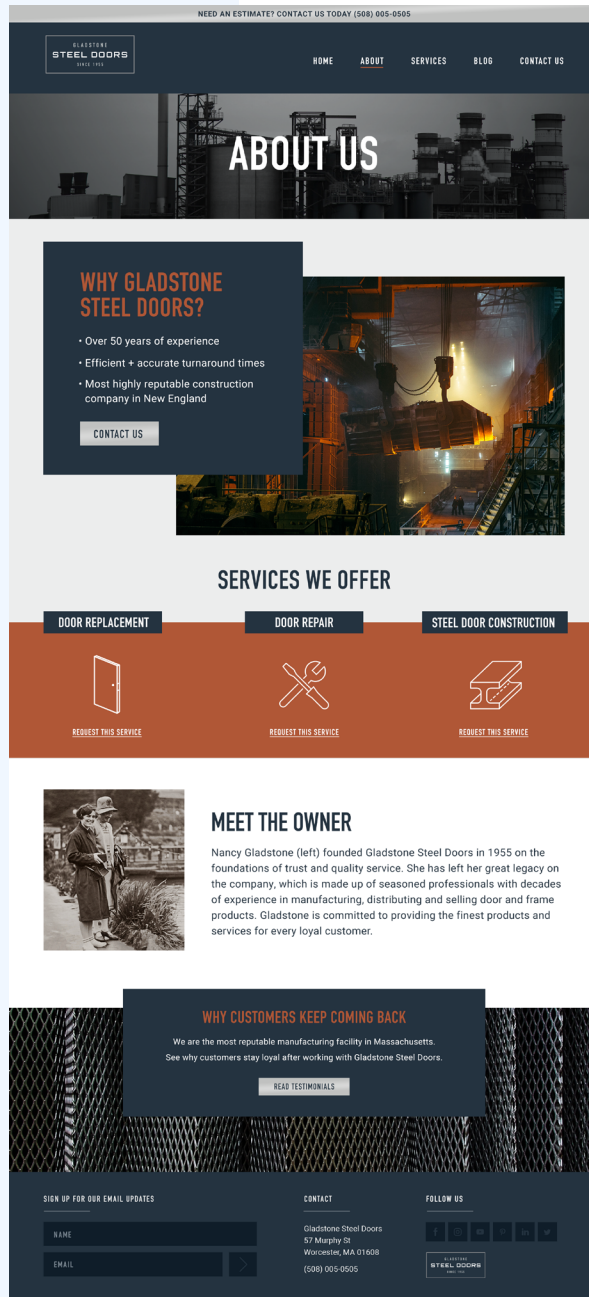 NEED AN ESTIMATE? CONTACT US TODAY (508) 005-0505
GLADSTONE
STEEL DOORS
SINCE 1955
HOME
ABOUT
SERVICES
BLOG
CONTACT US
ABOUT US
WHY GLADSTONE
STEEL DOORS?
• Over 50 years of experience
• Efficient + accurate turnaround times
• Most highly reputable construction
company in New England
CONTACT US
SERVICES WE OFFER
DOOR REPLACEMENT
DOOR REPAIR
STEEL DOOR CONSTRUCTION
REQUEST THIS SERVICE
REQUEST THIS SERVICE
REQUEST THIS SERVICE
MEET THE OWNER
Nancy Gladstone (left) founded Gladstone Steel Doors in 1955 on the
foundations of trust and quality service. She has left her great legacy on
the company, which is made up of seasoned professionals with decades
of experience in manufacturing, distributing and selling door and frame
products. Gladstone is committed to providing the finest products and
services for every loyal customer.
WHY CUSTOMERS KEEP COMING BACK
We are the most reputable manufacturing facility in Massachusetts.
See why customers stay loyal after working with Gladstone Steel Doors.
READ TESTIMONIALS
SIGN UP FOR OUR EMAIL UPDATES
NAME
EMAIL
CONTACT
Gladstone Steel Doors
57 Murphy St
Worcester, MA 01608
(508) 005-0505
FOLLOW US
GLADSTONE
STEEL DOORS
SINCE 1955